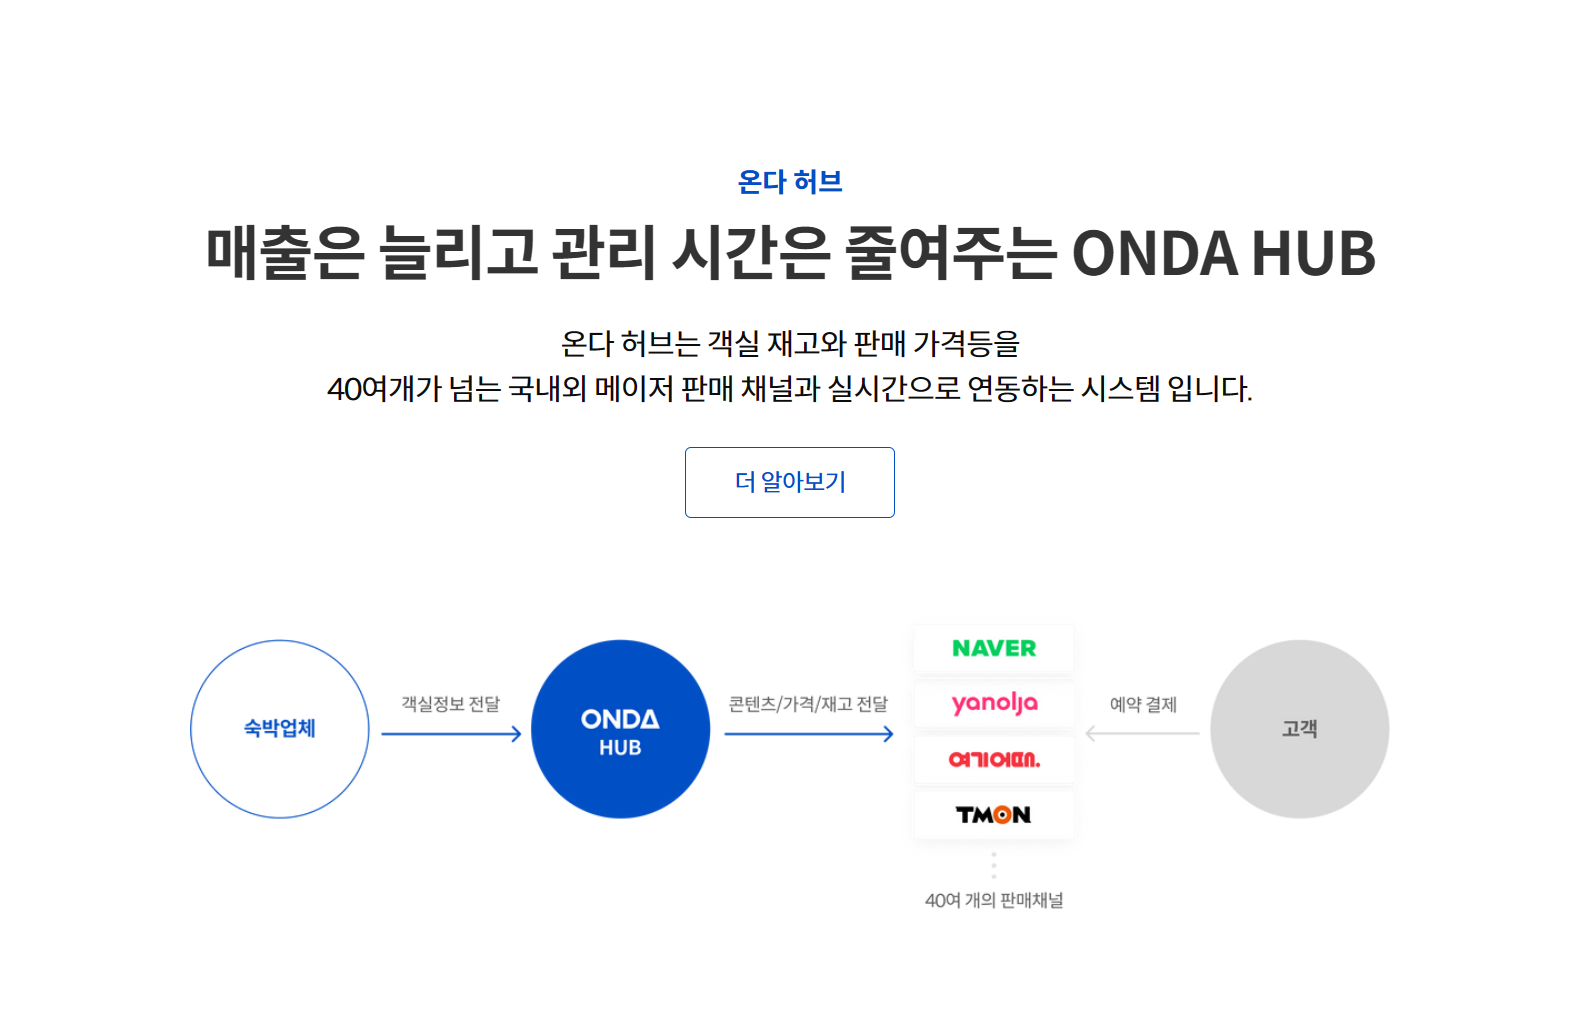 온다 허브
매출은 늘리고 관리 시간은 줄여주는 ONDA HUB
온다 허브는 객실 재고와 판매 가격등을
40여개가 넘는 국내외 메이저 판매 채널과 실시간으로 연동하는 시스템 입니다.
더 알아보기
숙박업체
객실정보 전달
ONDA
HUB
콘텐츠/가격/재고 전달
NAVER
yanolja
여기어때.
TMON
40여 개의 판매채널
예약 결제
고객